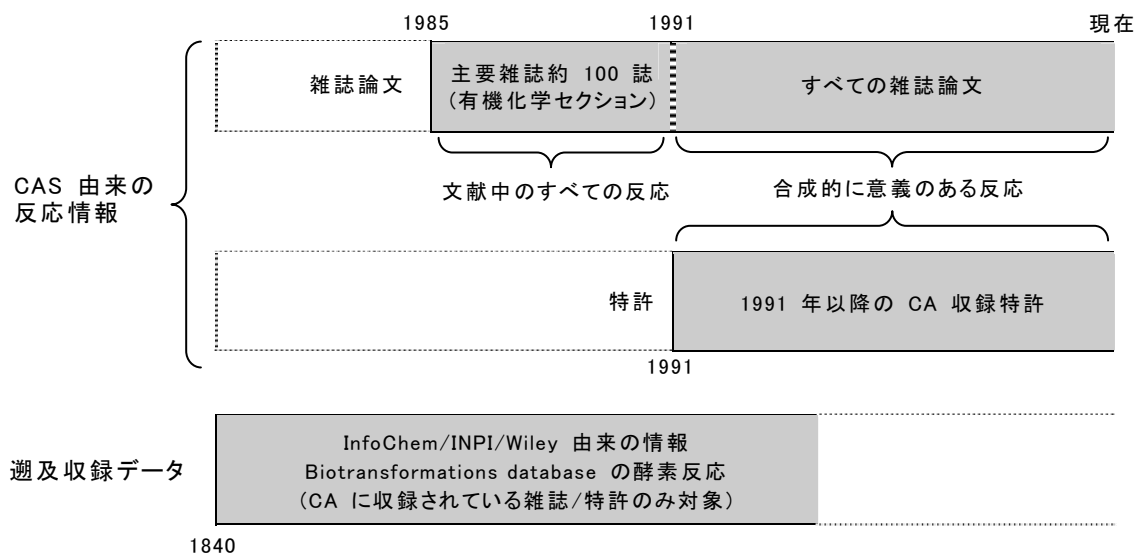 1985
1991
現在
雑誌論文
主要雑誌約 100 誌
(有機化学セクション)
すべての雑誌論文
CAS 由来の
反応情報
文献中のすべての反応
合成的に意義のある反応
特許
1991 年以降の CA 収録特許
1991
遡及収録データ
InfoChem/INPI/Wiley 由来の情報
Biotransformations database の酵素反応
(CA に収録されている雑誌/特許のみ対象)
1840